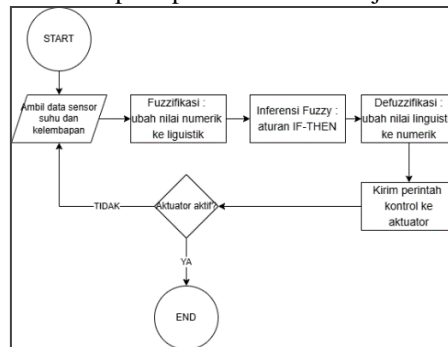 START
Ambil data sensor
suhu dan
kelembapan
Fuzzifikasi :
ubah nilai numerik
ke liguistik
Inferensi Fuzzy :
aturan IF-THEN
Defuzzifikasi :
ubah nilai linguist
ke numerik
Kirim perintah
kontrol ke
aktuator
Aktuator aktif?
TIDAK
YA
END